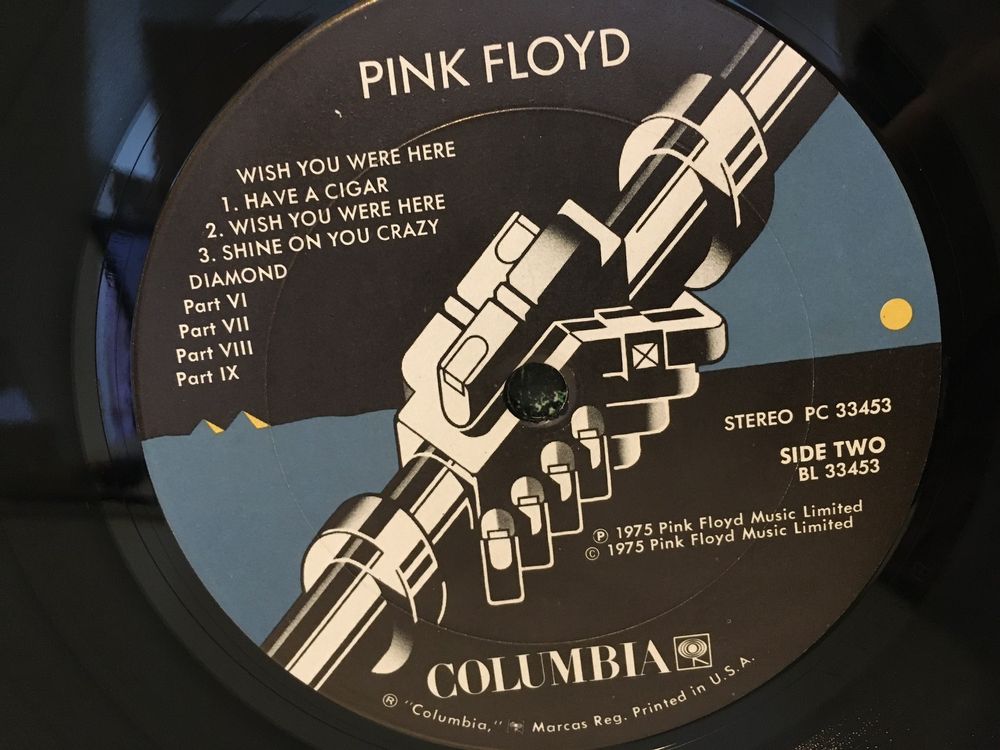 PINK FLOYD
WISH YOU WERE HERE
1. HAVE A CIGAR
2. WISH YOU WERE HERE
3. SHINE ON YOU CRAZY
DIAMOND
Part VI
Part VII
Part VIII
Part IX
STEREO PC 33453
SIDE TWO
BL 33453
℗ 1975 Pink Floyd Music Limited
© 1975 Pink Floyd Music Limited
COLUMBIA
® "Columbia," Marcas Reg. Printed in U.S.A.